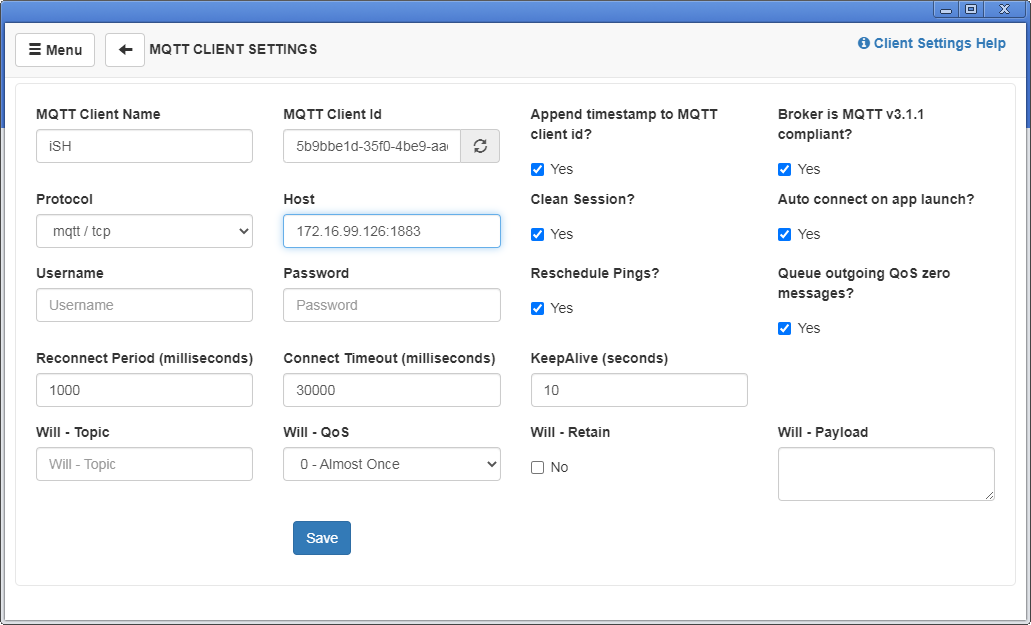 Menu
MQTT CLIENT SETTINGS
Client Settings Help
MQTT Client Name
iSH
MQTT Client Id
5b9bbe1d-35f0-4be9-aa
Append timestamp to MQTT
client id?
Yes
Broker is MQTT v3.1.1
compliant?
Yes
Protocol
mqtt / tcp
Host
172.16.99.126:1883
Clean Session?
Yes
Auto connect on app launch?
Yes
Username
Username
Password
Password
Reschedule Pings?
Yes
Queue outgoing QoS zero
messages?
Yes
Reconnect Period (milliseconds)
1000
Connect Timeout (milliseconds)
30000
KeepAlive (seconds)
10
Will - Topic
Will - Topic
Will - QoS
0 - Almost Once
Will - Retain
No
Will - Payload
Save